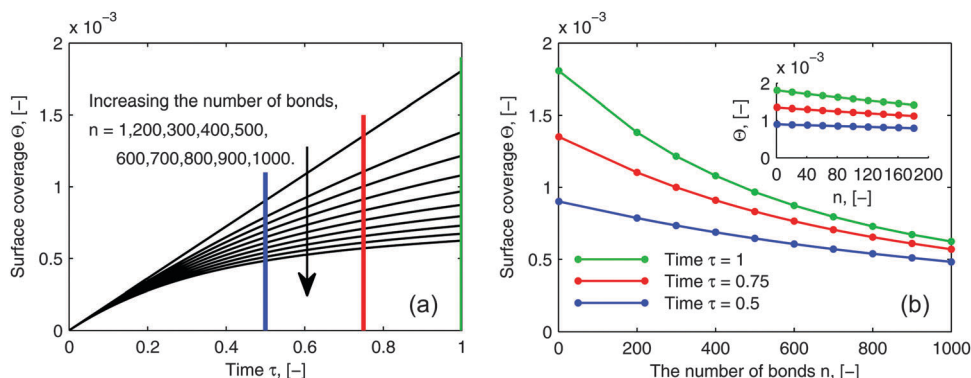 x 10⁻³
2
1.5
1
0.5
0
Surface coverage Θ, [–]
Increasing the number of bonds,
n = 1,200,300,400,500,
600,700,800,900,1000.
(a)
0 0.2 0.4 0.6 0.8 1
Time τ, [–]
x 10⁻³
2
1.5
1
0.5
0
Surface coverage Θ, [–]
x 10⁻³
2
1
0
Θ, [–]
0 40 80 120 160 200
n, [–]
Time τ = 1
Time τ = 0.75
Time τ = 0.5
(b)
0 200 400 600 800 1000
The number of bonds n, [–]